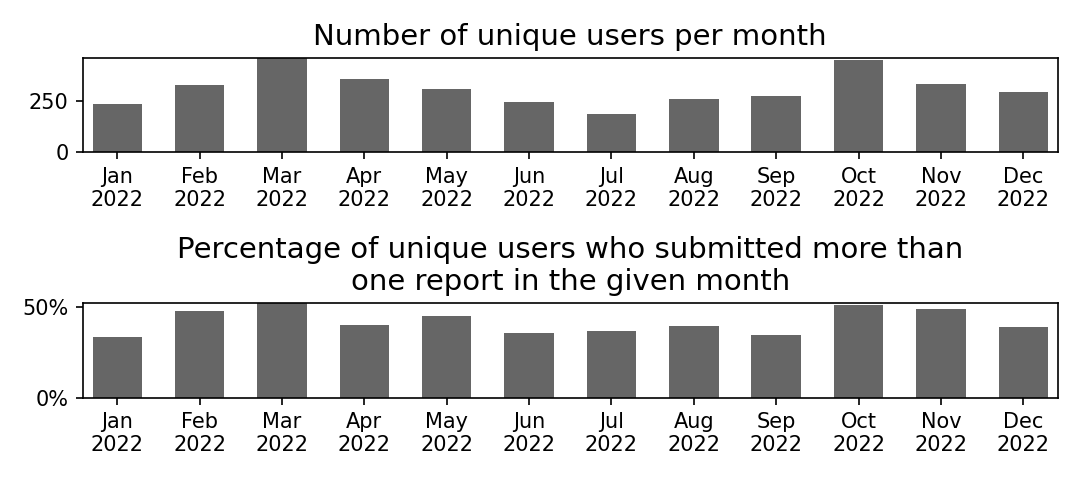 Number of unique users per month
250
0
Jan Feb Mar Apr May Jun Jul Aug Sep Oct Nov Dec
2022 2022 2022 2022 2022 2022 2022 2022 2022 2022 2022 2022
Percentage of unique users who submitted more than
one report in the given month
50%
0%
Jan Feb Mar Apr May Jun Jul Aug Sep Oct Nov Dec
2022 2022 2022 2022 2022 2022 2022 2022 2022 2022 2022 2022